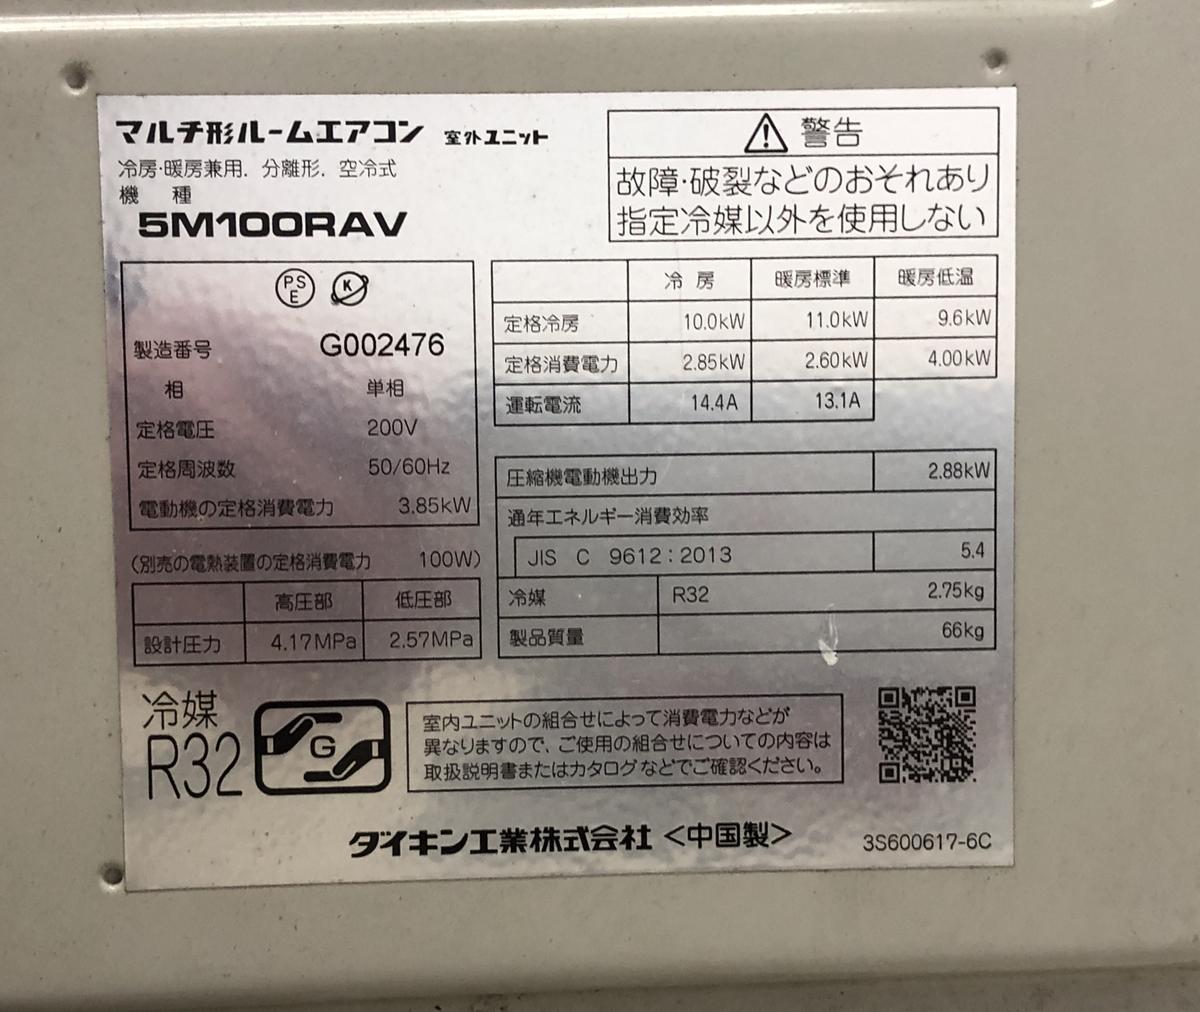 マルチ形ルームエアコン 室外ユニット
冷房・暖房兼用. 分離形. 空冷式
機 種
5M100RAV
警告
故障・破裂などのおそれあり
指定冷媒以外を使用しない
PS
E
K
製造番号 G002476
相 単相
定格電圧 200V
定格周波数 50/60Hz
電動機の定格消費電力 3.85kW
(別売の電熱装置の定格消費電力 100W)
高圧部 低圧部
設計圧力 4.17MPa 2.57MPa
冷 房 暖房標準 暖房低温
定格冷房 10.0kW 11.0kW 9.6kW
定格消費電力 2.85kW 2.60kW 4.00kW
運転電流 14.4A 13.1A
圧縮機電動機出力 2.88kW
通年エネルギー消費効率
JIS C 9612:2013 5.4
冷媒 R32 2.75kg
製品質量 66kg
冷媒
R32
G
室内ユニットの組合せによって消費電力などが
異なりますので、ご使用の組合せについての内容は
取扱説明書またはカタログなどでご確認ください。
ダイキン工業株式会社 <中国製>
3S600617-6C